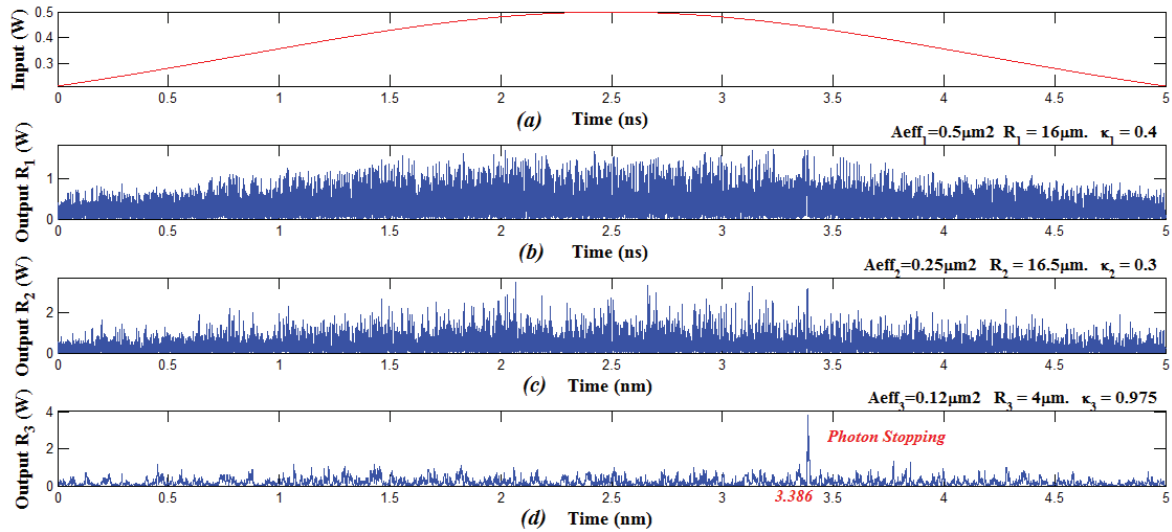 Input (W)
0.5
0.4
0.3
0 0.5 1 1.5 2 2.5 3 3.5 4 4.5 5
(a) Time (ns)
Aeff1=0.5μm2 R1 = 16μm. κ1 = 0.4
Output R1 (W)
1
0
0 0.5 1 1.5 2 2.5 3 3.5 4 4.5 5
(b) Time (ns)
Aeff2=0.25μm2 R2 = 16.5μm. κ2 = 0.3
Output R2 (W)
2
0
0 0.5 1 1.5 2 2.5 3 3.5 4 4.5 5
(c) Time (nm)
Aeff3=0.12μm2 R3 = 4μm. κ3 = 0.975
Output R3 (W)
4
2
0
Photon Stopping
3.386
0 0.5 1 1.5 2 2.5 3 3.5 4 4.5 5
(d) Time (nm)